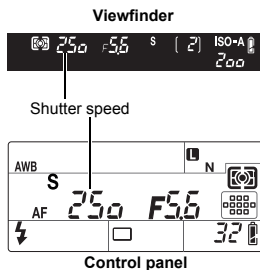 Viewfinder
250 F5.6 S [ 2] ISO-A
200
Shutter speed
L
AWB N
S
AF 250 F5.6
32
Control panel